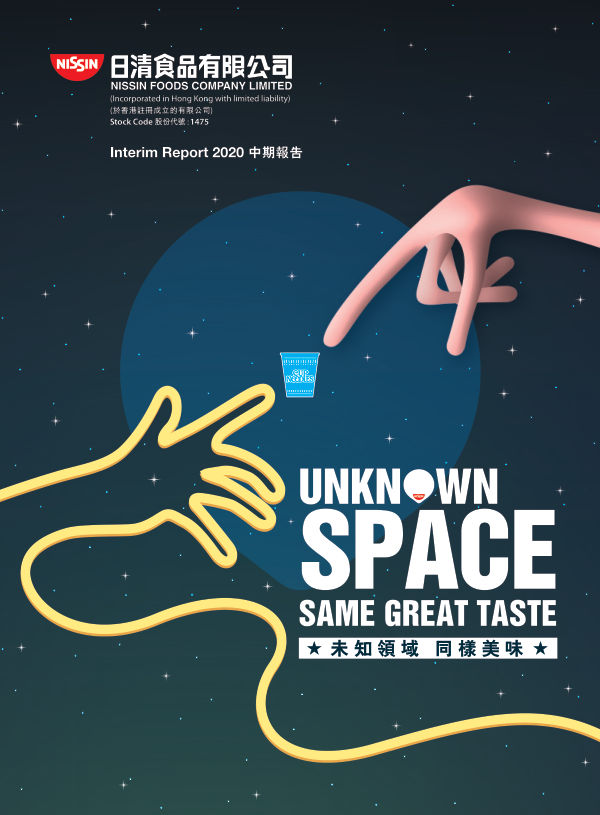 NISSIN 日清食品有限公司
NISSIN FOODS COMPANY LIMITED
(Incorporated in Hong Kong with limited liability)
(於香港註冊成立的有限公司)
Stock Code 股份代號 : 1475
Interim Report 2020 中期報告
CUP
NOODLES
UNKNOWN
NISSIN
SPACE
SAME GREAT TASTE
★ 未知領域 同樣美味 ★